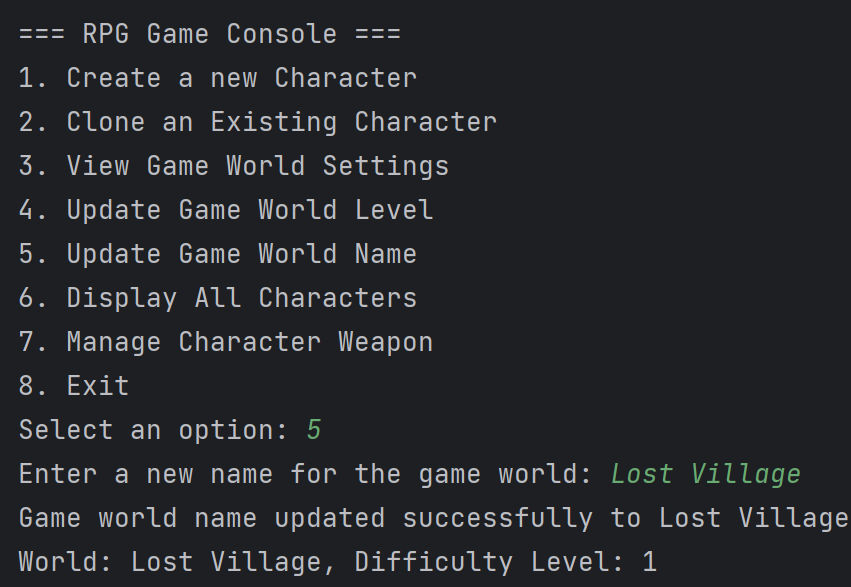 === RPG Game Console ===
1. Create a new Character
2. Clone an Existing Character
3. View Game World Settings
4. Update Game World Level
5. Update Game World Name
6. Display All Characters
7. Manage Character Weapon
8. Exit
Select an option: 5
Enter a new name for the game world: Lost Village
Game world name updated successfully to Lost Village
World: Lost Village, Difficulty Level: 1